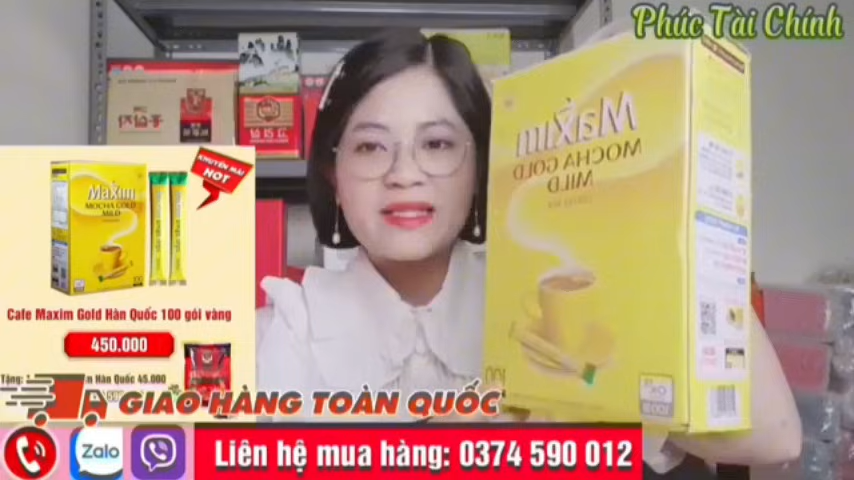 Phúc Tài Chính
Maxim
MOCHA GOLD
MILD
KHUYẾN MÃI
HOT
Maxim
MOCHA GOLD
MILD
100
Cafe Maxim Gold Hàn Quốc 100 gói vàng
450.000
Tặng:
Hàn Quốc 45.000
GIAO HÀNG TOÀN QUỐC
Zalo
Liên hệ mua hàng: 0374 590 012